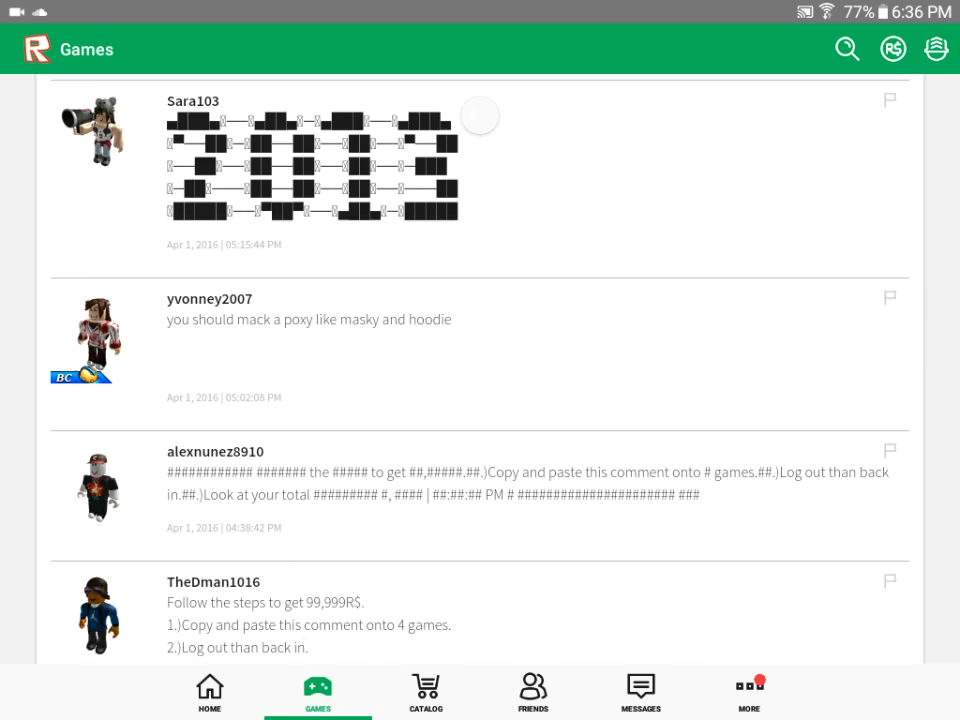 77% 6:36 PM
Games
Sara103
Apr 1, 2016 | 05:15:44 PM
yvonney2007
you should mack a poxy like masky and hoodie
BC
Apr 1, 2016 | 05:02:08 PM
alexnunez8910
############ ####### the ##### to get ##,#####.##.)Copy and paste this comment onto # games.##.)Log out than back
in.##.)Look at your total ######### #, #### | ##:##:## PM # ###################### ###
Apr 1, 2016 | 04:38:42 PM
TheDman1016
Follow the steps to get 99,999R$.
1.)Copy and paste this comment onto 4 games.
2.)Log out than back in.
HOME GAMES CATALOG FRIENDS MESSAGES MORE